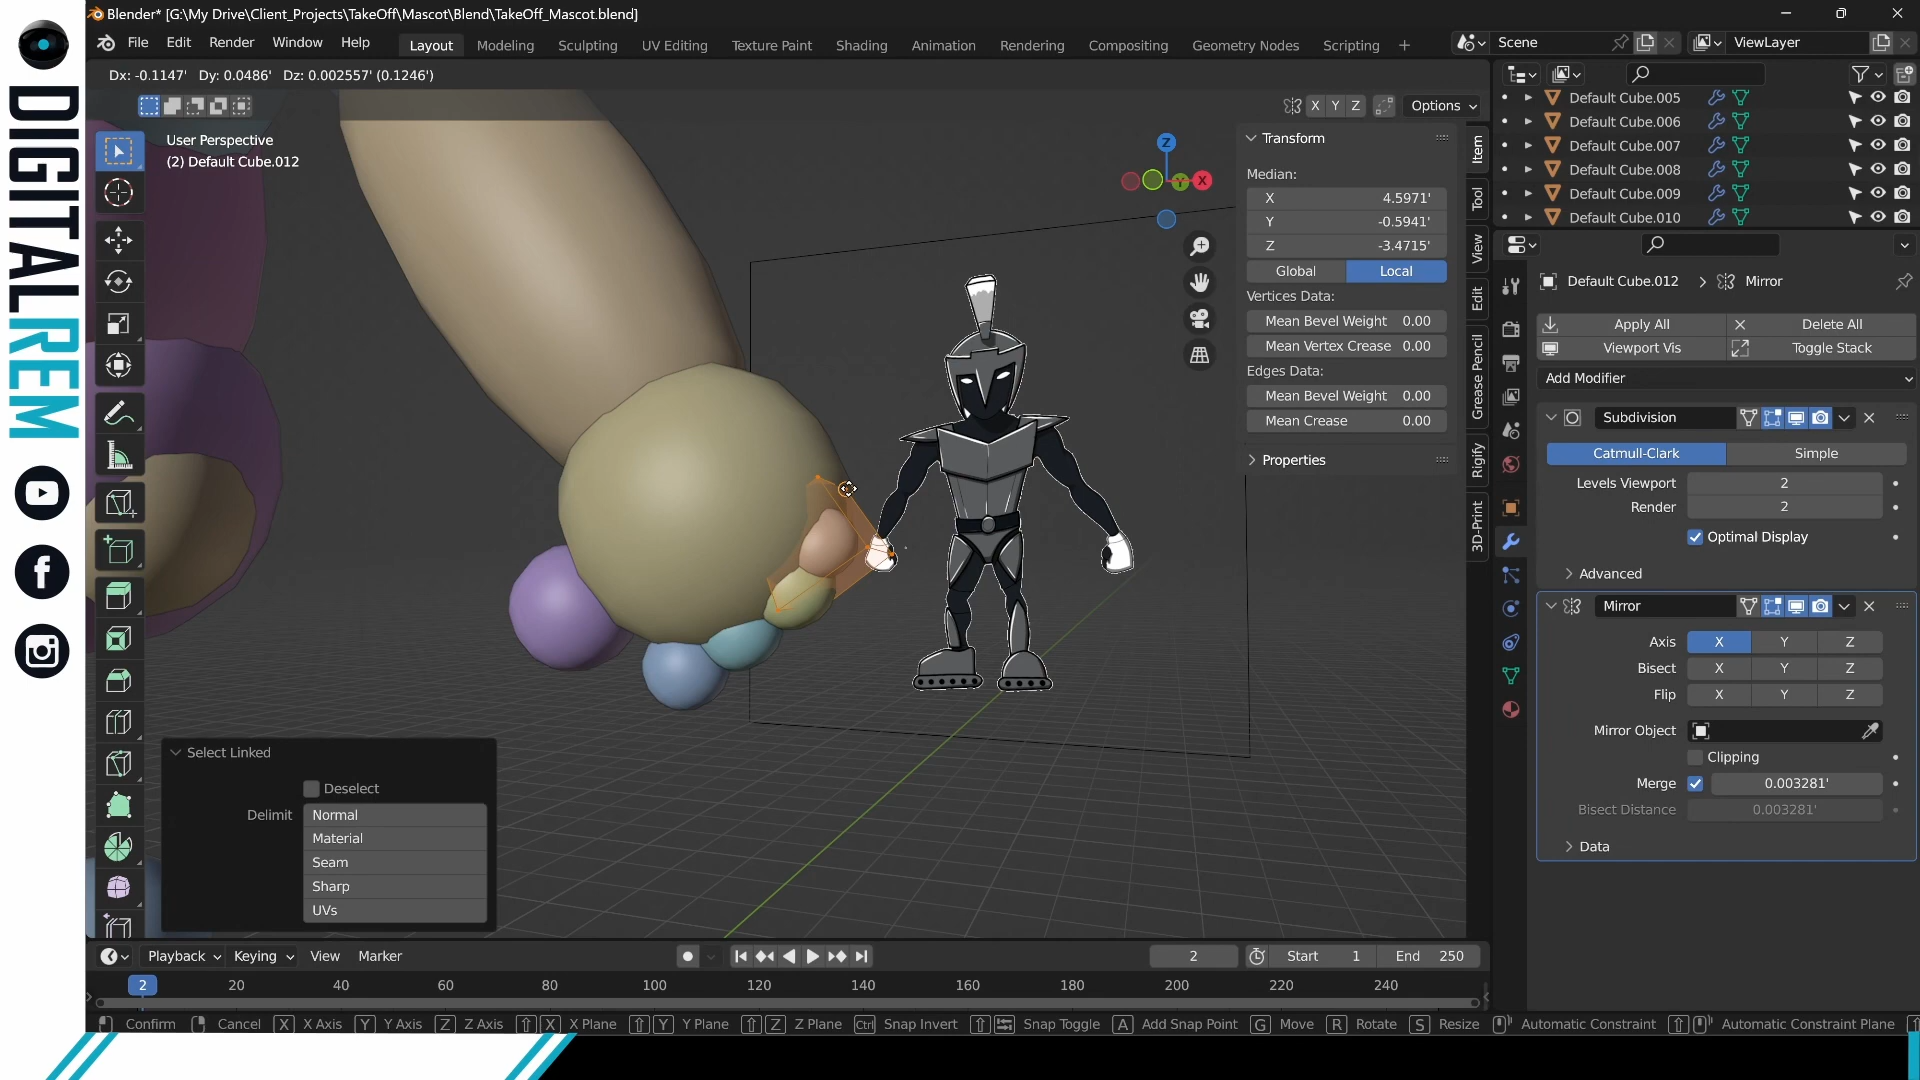 DIGITALREM
Blender* [G:\My Drive\Client_Projects\TakeOff\Mascot\Blend\TakeOff_Mascot.blend]
File Edit Render Window Help Layout Modeling Sculpting UV Editing Texture Paint Shading Animation Rendering Compositing Geometry Nodes Scripting + Scene ViewLayer
Dx: -0.1147' Dy: 0.0486' Dz: 0.002557' (0.1246')
X Y Z Options
User Perspective
(2) Default Cube.012
Z
Y X
Transform
Median:
X 4.5971'
Y -0.5941'
Z -3.4715'
Global Local
Vertices Data:
Mean Bevel Weight 0.00
Mean Vertex Crease 0.00
Edges Data:
Mean Bevel Weight 0.00
Mean Crease 0.00
Properties
Item
Tool
View
Edit
Grease Pencil
Rigify
3D-Print
Default Cube.005
Default Cube.006
Default Cube.007
Default Cube.008
Default Cube.009
Default Cube.010
Default Cube.012 > Mirror
Apply All Delete All
Viewport Vis Toggle Stack
Add Modifier
Subdivision
Catmull-Clark Simple
Levels Viewport 2
Render 2
Optimal Display
Advanced
Mirror
Axis X Y Z
Bisect X Y Z
Flip X Y Z
Mirror Object
Clipping
Merge 0.003281'
Bisect Distance 0.003281'
Data
Select Linked
Deselect
Delimit Normal
Material
Seam
Sharp
UVs
Playback Keying View Marker 2 Start 1 End 250
2 20 40 60 80 100 120 140 160 180 200 220 240
Confirm Cancel X X Axis Y Y Axis Z Z Axis X X Plane Y Y Plane Z Z Plane Ctrl Snap Invert Snap Toggle A Add Snap Point G Move R Rotate S Resize Automatic Constraint Automatic Constraint Plane